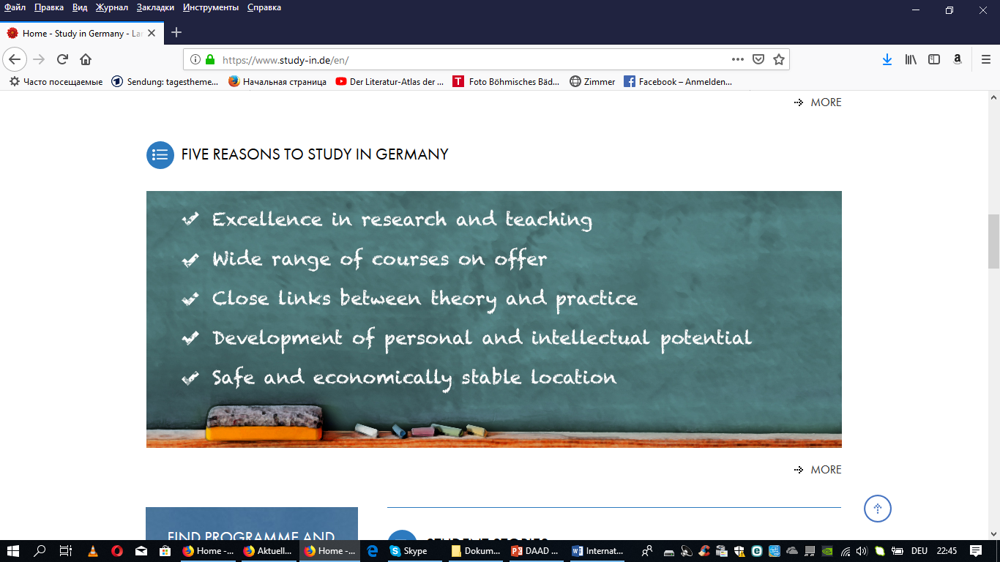 Файл Правка Вид Журнал Закладки Инструменты Справка
Home - Study in Germany - La
https://www.study-in.de/en/
Часто посещаемые Sendung: tagestheme... Начальная страница Der Literatur-Atlas der ... Foto Böhmisches Bäd... Zimmer Facebook – Anmelden...
MORE
FIVE REASONS TO STUDY IN GERMANY
Excellence in research and teaching
Wide range of courses on offer
Close links between theory and practice
Development of personal and intellectual potential
Safe and economically stable location
MORE
FIND PROGRAMME AND
STUDENT STORIES
Home -... Aktuell... Home -... Skype Dokum... DAAD ... Internat... DEU 22:45